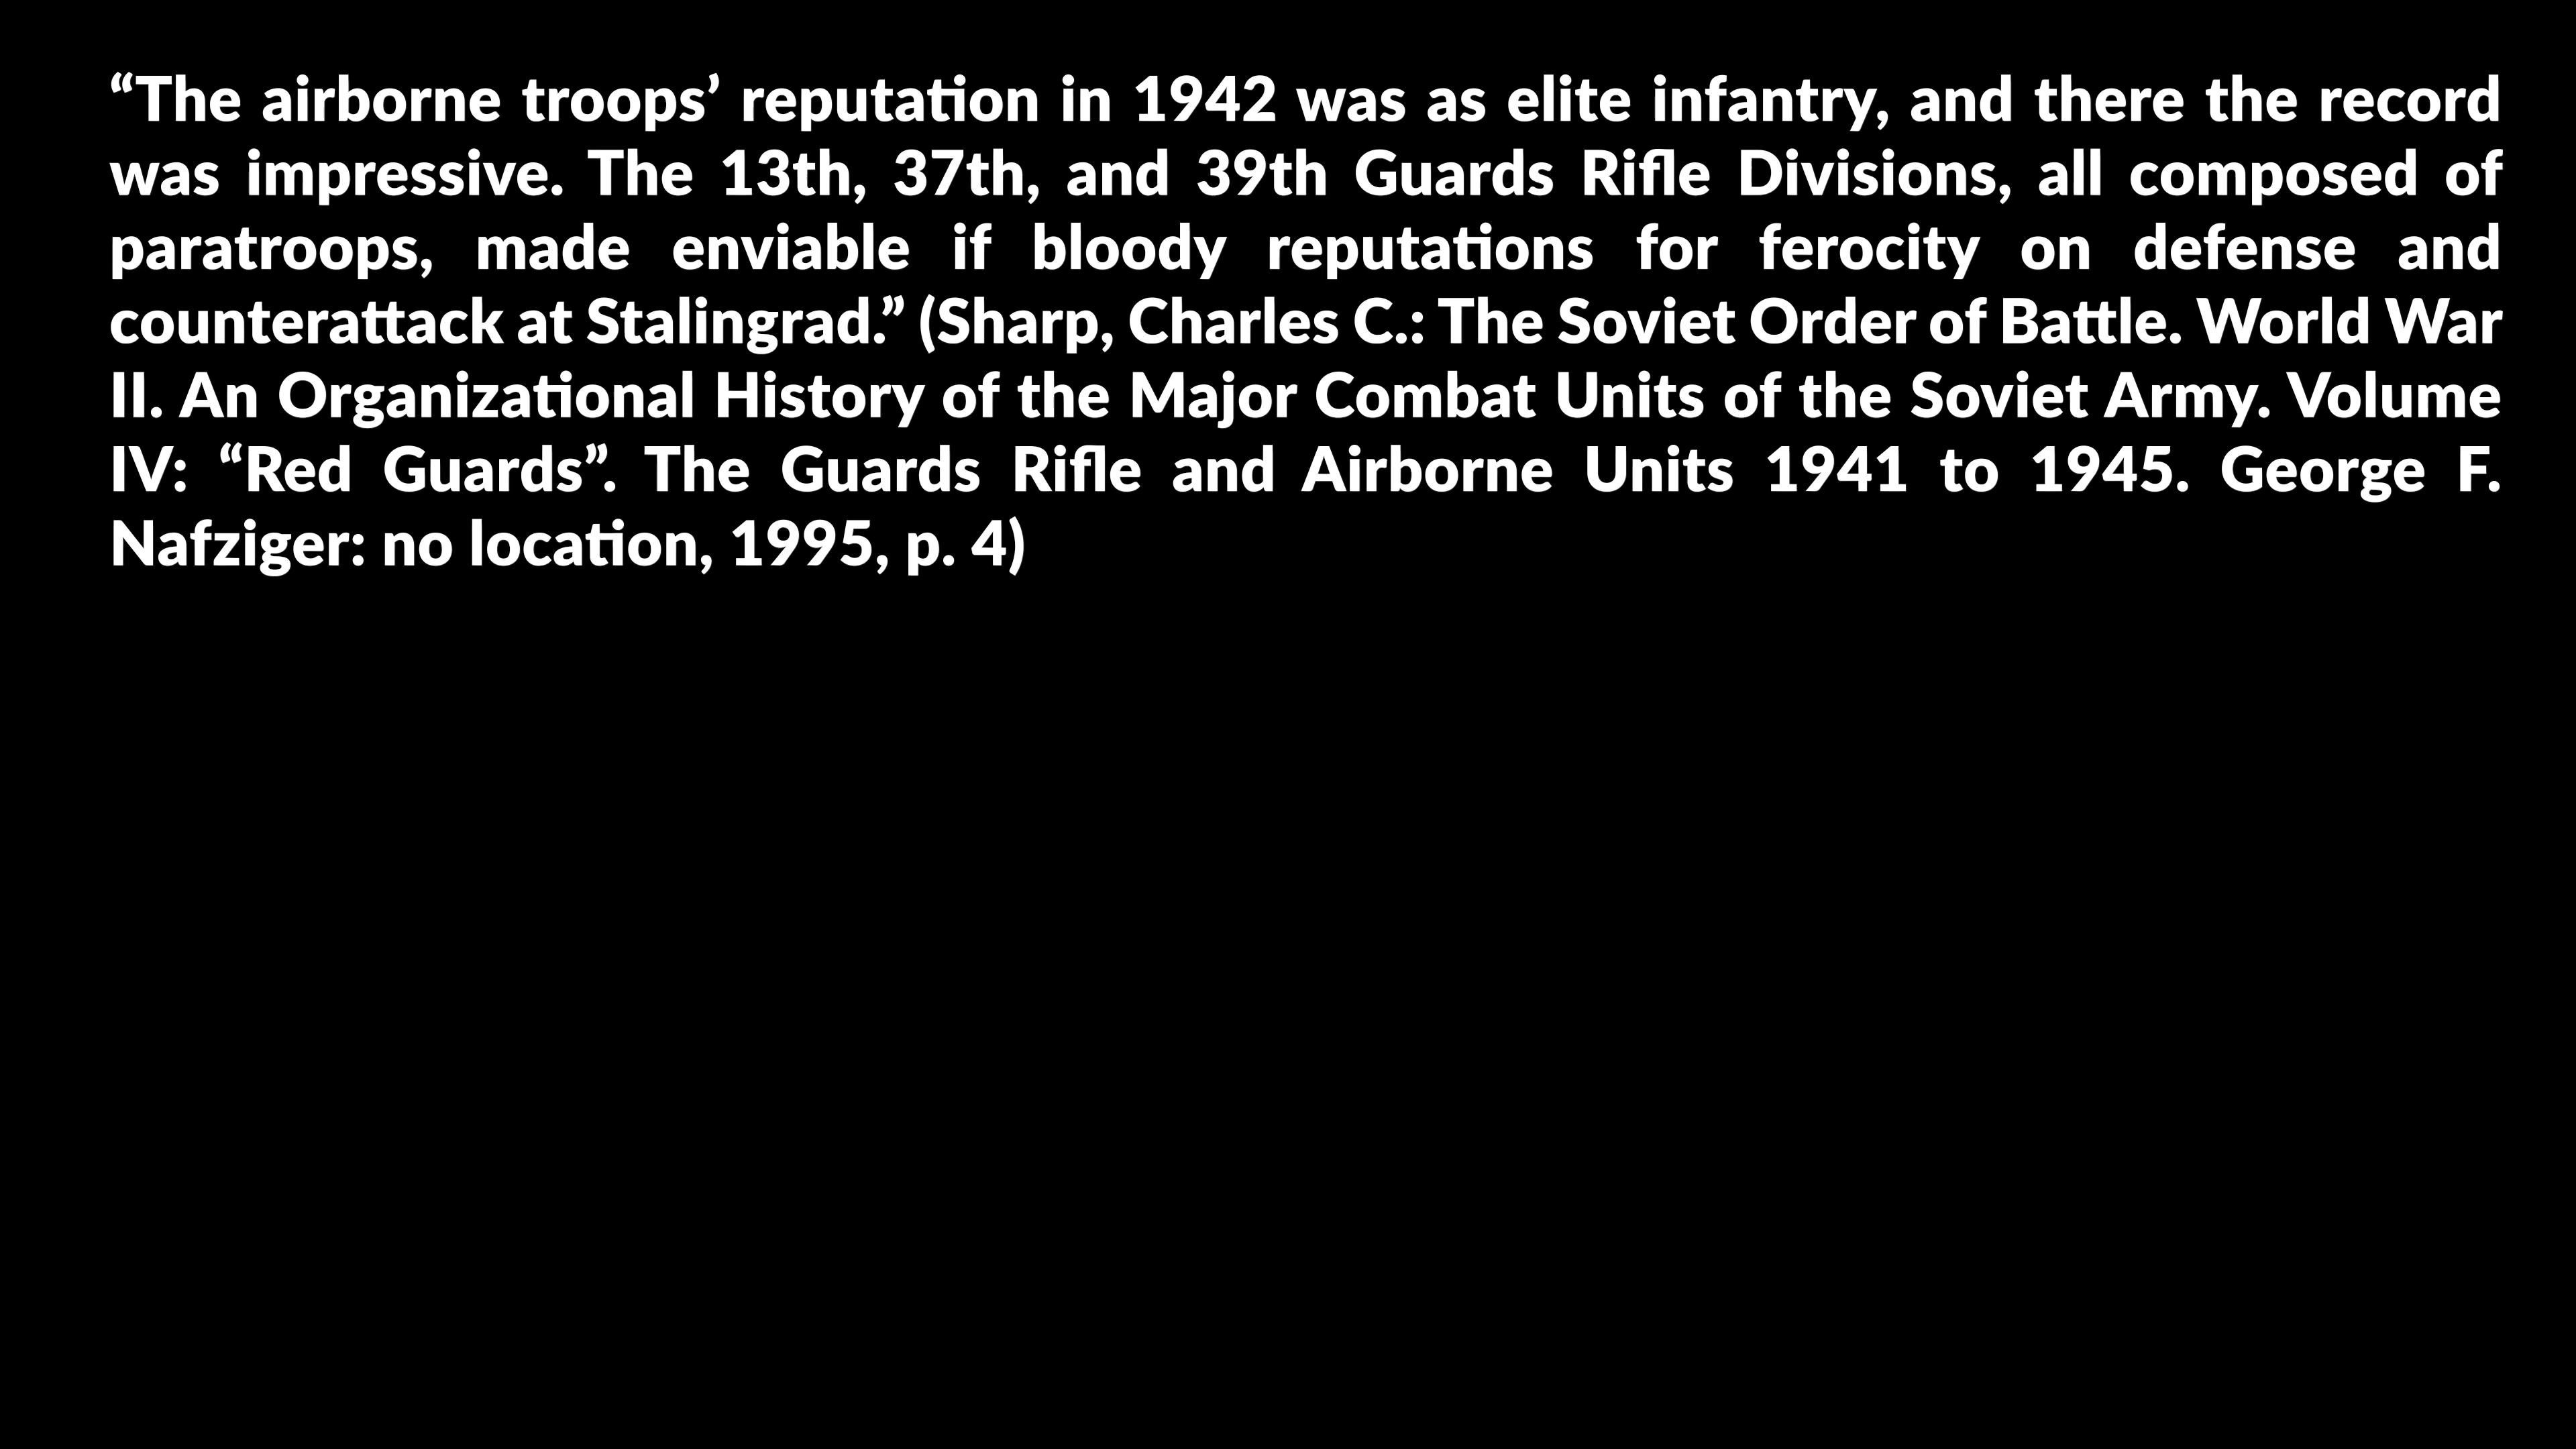 “The airborne troops’ reputation in 1942 was as elite infantry, and there the record
was impressive. The 13th, 37th, and 39th Guards Rifle Divisions, all composed of
paratroops, made enviable if bloody reputations for ferocity on defense and
counterattack at Stalingrad.” (Sharp, Charles C.: The Soviet Order of Battle. World War
II. An Organizational History of the Major Combat Units of the Soviet Army. Volume
IV: “Red Guards”. The Guards Rifle and Airborne Units 1941 to 1945. George F.
Nafziger: no location, 1995, p. 4)